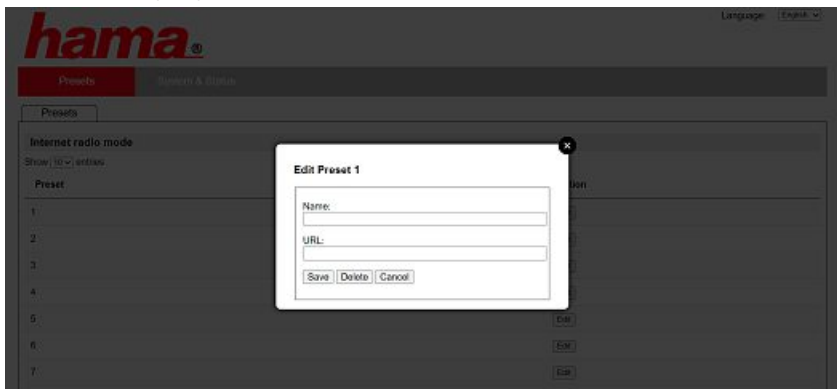 Language: English
hama®
Presets System & Status
Presets
Internet radio mode
Show 10 entries
Preset
1
2
3
4
5 Edit
6 Edit
7 Edit
Edit Preset 1
Name:
URL:
Save Delete Cancel